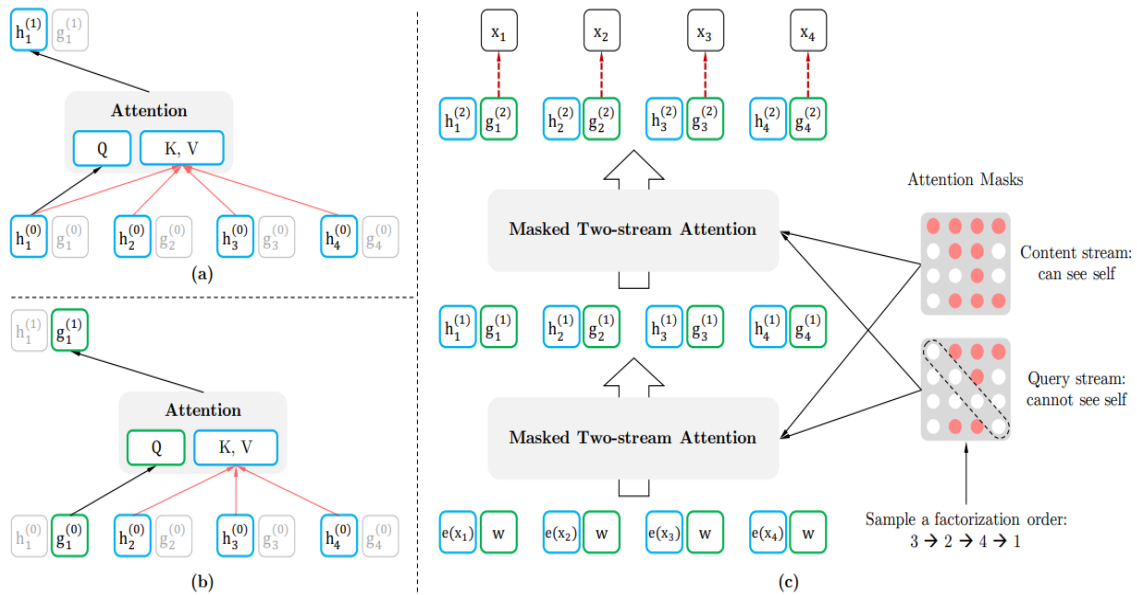 h₁⁽¹⁾ g₁⁽¹⁾
Attention
Q K, V
h₁⁽⁰⁾ g₁⁽⁰⁾ h₂⁽⁰⁾ g₂⁽⁰⁾ h₃⁽⁰⁾ g₃⁽⁰⁾ h₄⁽⁰⁾ g₄⁽⁰⁾
(a)
h₁⁽¹⁾ g₁⁽¹⁾
Attention
Q K, V
h₁⁽⁰⁾ g₁⁽⁰⁾ h₂⁽⁰⁾ g₂⁽⁰⁾ h₃⁽⁰⁾ g₃⁽⁰⁾ h₄⁽⁰⁾ g₄⁽⁰⁾
(b)
x₁ x₂ x₃ x₄
h₁⁽²⁾ g₁⁽²⁾ h₂⁽²⁾ g₂⁽²⁾ h₃⁽²⁾ g₃⁽²⁾ h₄⁽²⁾ g₄⁽²⁾
Masked Two-stream Attention
h₁⁽¹⁾ g₁⁽¹⁾ h₂⁽¹⁾ g₂⁽¹⁾ h₃⁽¹⁾ g₃⁽¹⁾ h₄⁽¹⁾ g₄⁽¹⁾
Masked Two-stream Attention
e(x₁) w e(x₂) w e(x₃) w e(x₄) w
(c)
Attention Masks
Content stream:
can see self
Query stream:
cannot see self
Sample a factorization order:
3 → 2 → 4 → 1